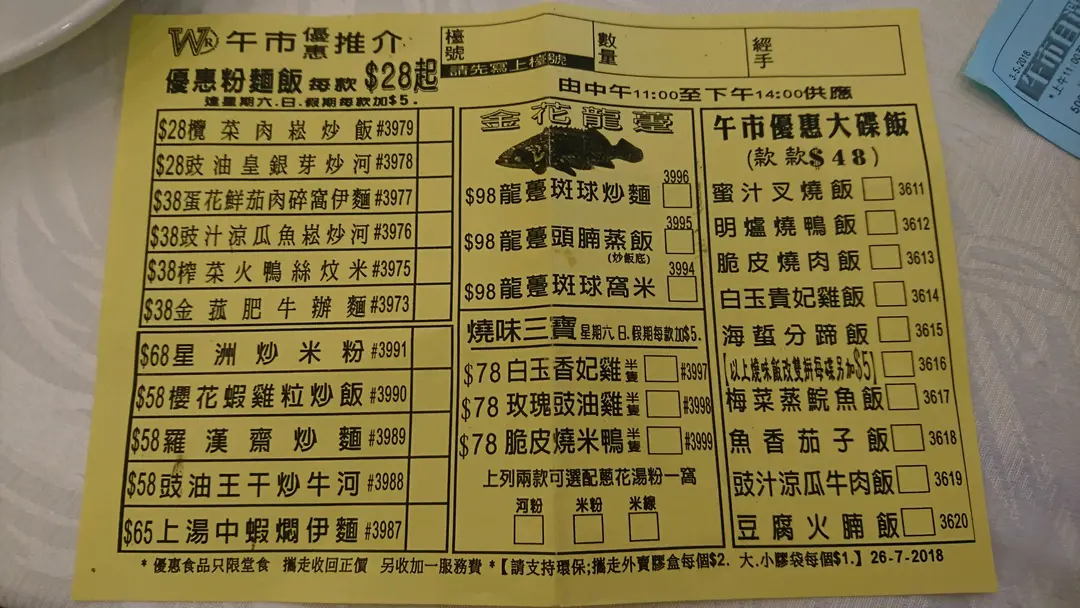 WR 午市優惠推介
優惠粉麵飯 每款 $28起
逢星期六.日.假期每款加$5.
檯號
請先寫上檯號
數量
經手
由中午11:00至下午14:00供應
$28欖菜肉崧炒飯#3979
$28豉油皇銀芽炒河#3978
$38蛋花鮮茄肉碎窩伊麵#3977
$38豉汁涼瓜魚崧炒河#3976
$38榨菜火鴨絲炆米#3975
$38金菰肥牛辦麵#3973
$68星洲炒米粉#3991
$58櫻花蝦雞粒炒飯#3990
$58羅漢齋炒麵#3989
$58豉油王干炒牛河#3988
$65上湯中蝦燜伊麵#3987
金花龍躉
$98龍躉斑球炒麵 3996
$98龍躉頭腩蒸飯 3995
(炒飯底)
$98龍躉斑球窩米 3994
燒味三寶 星期六.日.假期每款加$5.
$78白玉香妃雞半隻 #3997
$78玫瑰豉油雞半隻 #3998
$78脆皮燒米鴨半隻 #3999
上列兩款可選配蔥花湯粉一窩
河粉 米粉 米線
午市優惠大碟飯
(款款$48)
蜜汁叉燒飯 3611
明爐燒鴨飯 3612
脆皮燒肉飯 3613
白玉貴妃雞飯 3614
海蜇分蹄飯 3615
【以上燒味飯改雙拼每碟另加$5】 3616
梅菜蒸鯇魚飯 3617
魚香茄子飯 3618
豉汁涼瓜牛肉飯 3619
豆腐火腩飯 3620
*優惠食品只限堂食 攜走收回正價 另收加一服務費*【請支持環保;攜走外賣膠盒每個$2. 大.小膠袋每個$1.】26-7-2018
3-5-2018